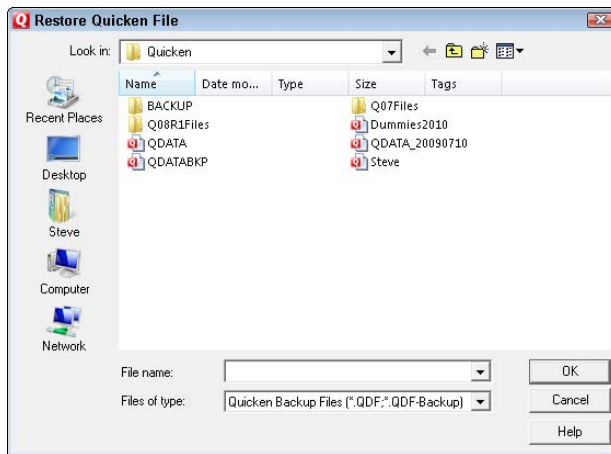 Restore Quicken File
Look in: Quicken
Name Date mo... Type Size Tags
BACKUP Q07Files
Q08R1Files Dummies2010
QDATA QDATA_20090710
QDATABKP Steve
Recent Places
Desktop
Steve
Computer
Network
File name: OK
Files of type: Quicken Backup Files (*.QDF;*.QDF-Backup) Cancel
Help